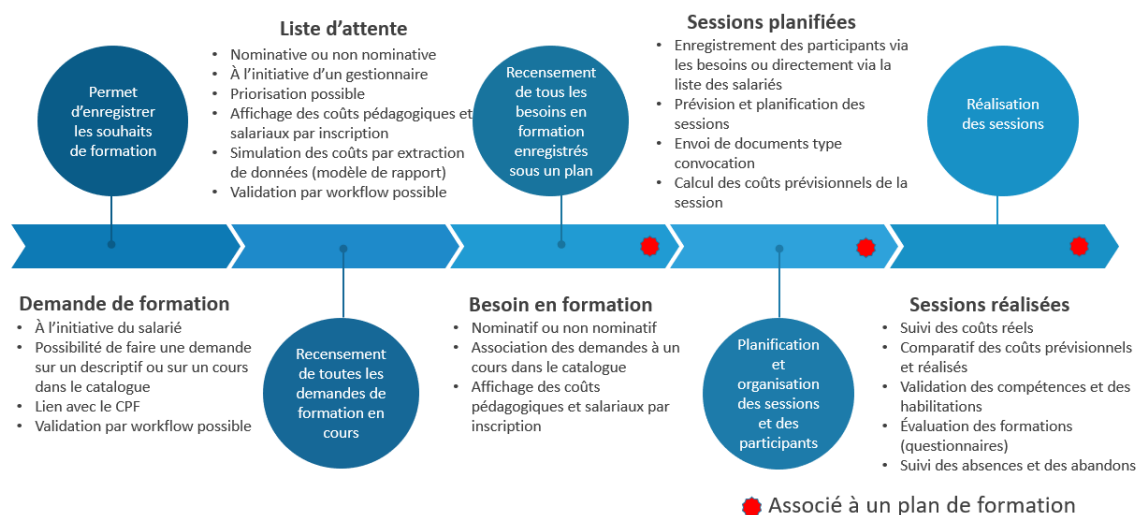 Permet
d'enregistrer
les souhaits
de formation
Liste d'attente
• Nominative ou non nominative
• À l'initiative d'un gestionnaire
• Priorisation possible
• Affichage des coûts pédagogiques et
salariaux par inscription
• Simulation des coûts par extraction
de données (modèle de rapport)
• Validation par workflow possible
Recensement
de tous les
besoins en
formation
enregistrés
sous un plan
Sessions planifiées
• Enregistrement des participants via
les besoins ou directement via la
liste des salariés
• Prévision et planification des
sessions
• Envoi de documents type
convocation
• Calcul des coûts prévisionnels de la
session
Réalisation
des sessions
Demande de formation
• À l'initiative du salarié
• Possibilité de faire une demande
sur un descriptif ou sur un cours
dans le catalogue
• Lien avec le CPF
• Validation par workflow possible
Recensement
de toutes les
demandes de
formation en
cours
Besoin en formation
• Nominatif ou non nominatif
• Association des demandes à un
cours dans le catalogue
• Affichage des coûts
pédagogiques et salariaux par
inscription
Planification
et
organisation
des sessions
et des
participants
Sessions réalisées
• Suivi des coûts réels
• Comparatif des coûts prévisionnels
et réalisés
• Validation des compétences et des
habilitations
• Évaluation des formations
(questionnaires)
• Suivi des absences et des abandons
Associé à un plan de formation